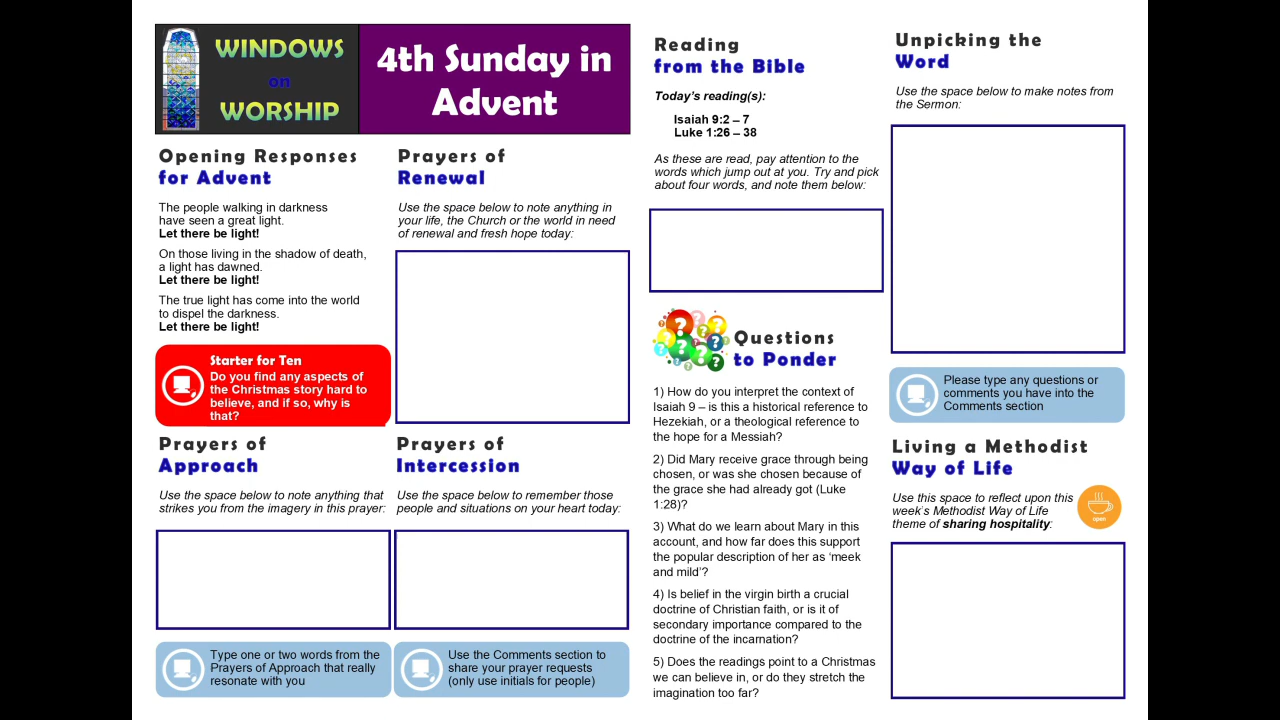 WINDOWS
on
WORSHIP
4th Sunday in
Advent
Opening Responses
for Advent
The people walking in darkness
have seen a great light.
Let there be light!
On those living in the shadow of death,
a light has dawned.
Let there be light!
The true light has come into the world
to dispel the darkness.
Let there be light!
Starter for Ten
Do you find any aspects of
the Christmas story hard to
believe, and if so, why is
that?
Prayers of
Approach
Use the space below to note anything that
strikes you from the imagery in this prayer:
Type one or two words from the
Prayers of Approach that really
resonate with you
Prayers of
Renewal
Use the space below to note anything in
your life, the Church or the world in need
of renewal and fresh hope today:
Prayers of
Intercession
Use the space below to remember those
people and situations on your heart today:
Use the Comments section to
share your prayer requests
(only use initials for people)
Reading
from the Bible
Today's reading(s):
Isaiah 9:2 – 7
Luke 1:26 – 38
As these are read, pay attention to the
words which jump out at you. Try and pick
about four words, and note them below:
Questions
to Ponder
1) How do you interpret the context of
Isaiah 9 – is this a historical reference to
Hezekiah, or a theological reference to
the hope for a Messiah?
2) Did Mary receive grace through being
chosen, or was she chosen because of
the grace she had already got (Luke
1:28)?
3) What do we learn about Mary in this
account, and how far does this support
the popular description of her as ‘meek
and mild’?
4) Is belief in the virgin birth a crucial
doctrine of Christian faith, or is it of
secondary importance compared to the
doctrine of the incarnation?
5) Does the readings point to a Christmas
we can believe in, or do they stretch the
imagination too far?
Unpicking the
Word
Use the space below to make notes from
the Sermon:
Please type any questions or
comments you have into the
Comments section
Living a Methodist
Way of Life
Use this space to reflect upon this
week's Methodist Way of Life
theme of sharing hospitality:
open